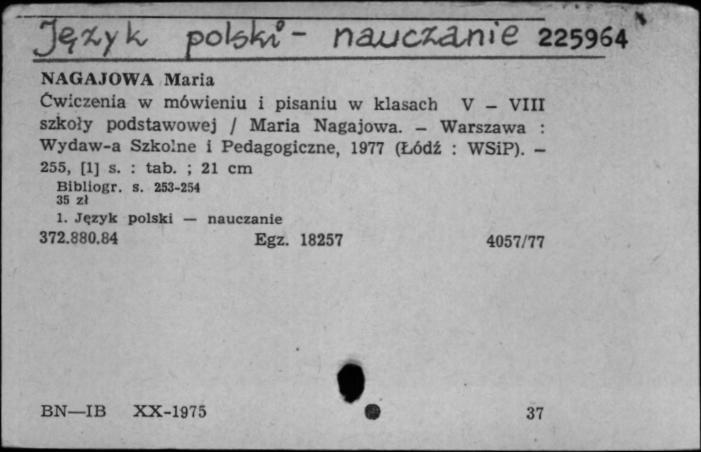 Język polski - nauczanie 225964
NAGAJOWA Maria
Ćwiczenia w mówieniu i pisaniu w klasach V — VIII
szkoły podstawowej / Maria Nagajowa. — Warszawa :
Wydaw-a Szkolne i Pedagogiczne, 1977 (Łódź : WSiP). —
255, [1] s. : tab. ; 21 cm
Bibliogr. s. 253-254
35 zł
1. Język polski — nauczanie
372.880.84 Egz. 18257 4057/77
BN—IB XX-1975 37